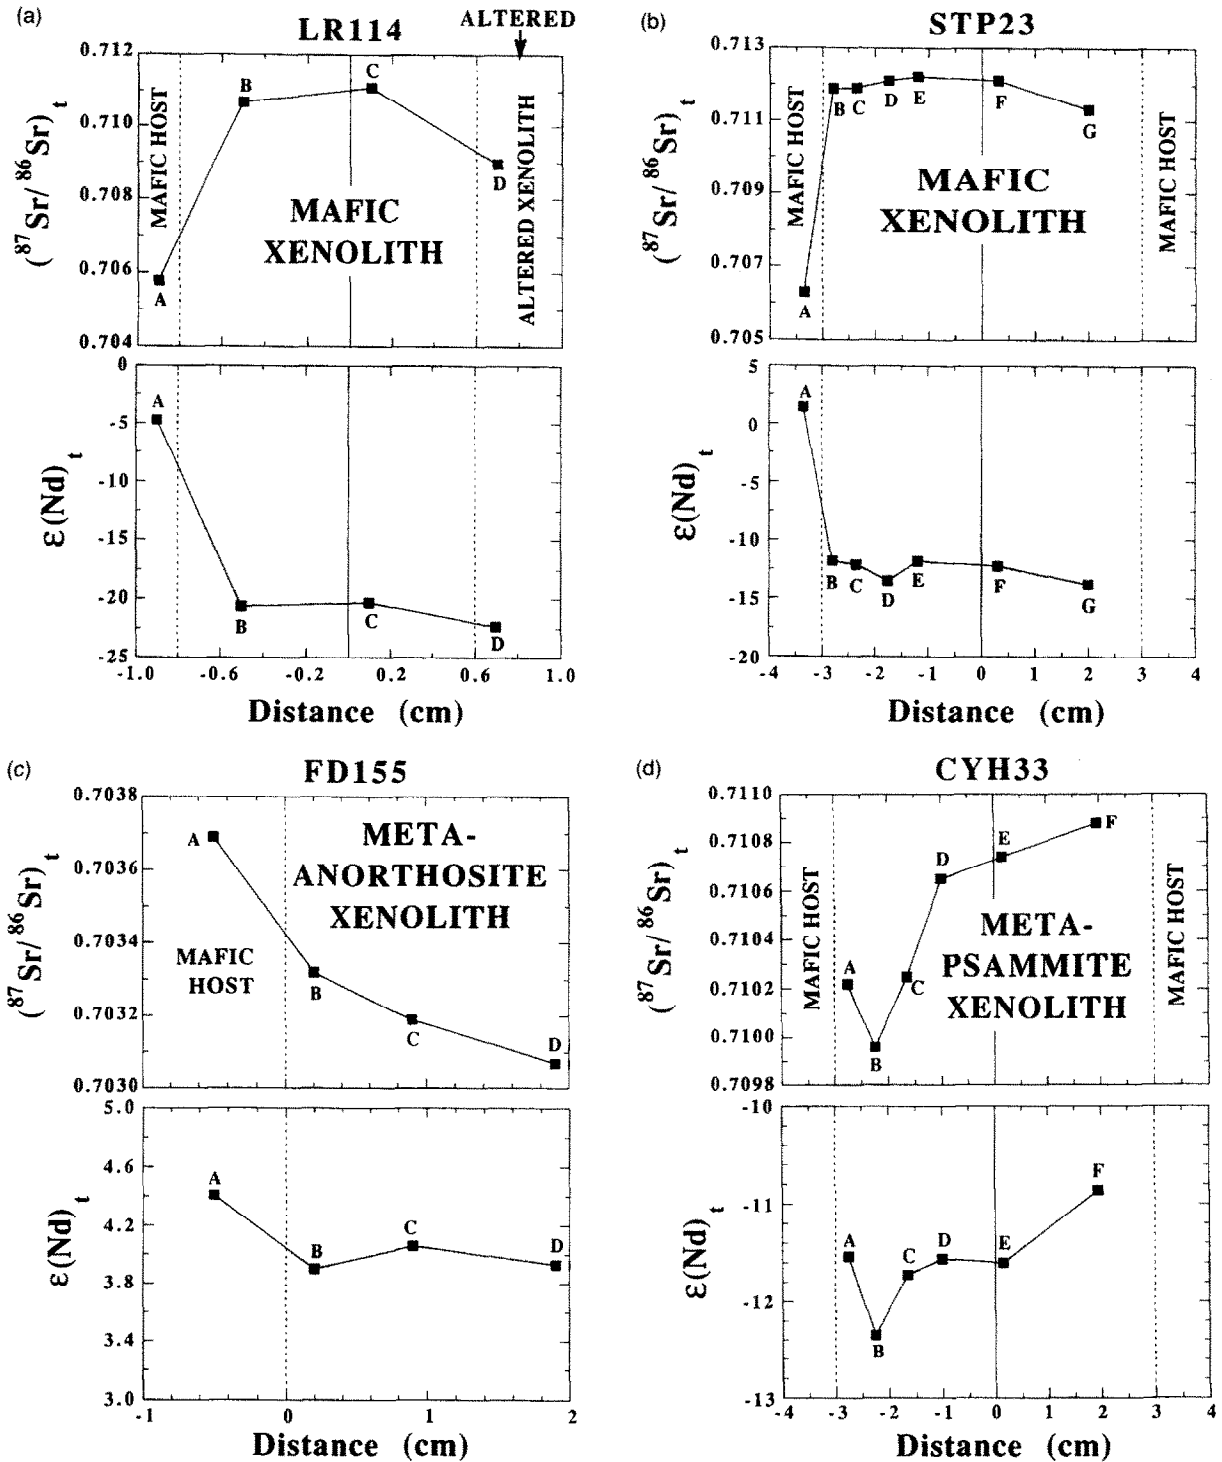 (a)
LR114
ALTERED
0.712
0.710
0.708
0.706
0.704
(87Sr/86Sr)t
MAFIC HOST
MAFIC
XENOLITH
ALTERED XENOLITH
A
B
C
D
0
-5
-10
-15
-20
-25
ε(Nd)t
A
B
C
D
-1.0
-0.6
-0.2
0.2
0.6
1.0
Distance (cm)
(b)
STP23
0.713
0.711
0.709
0.707
0.705
(87Sr/86Sr)t
MAFIC HOST
MAFIC
XENOLITH
MAFIC HOST
A
B
C
D
E
F
G
5
0
-5
-10
-15
-20
ε(Nd)t
A
B
C
D
E
F
G
-4
-3
-2
-1
0
1
2
3
4
Distance (cm)
(c)
FD155
0.7038
0.7036
0.7034
0.7032
0.7030
(87Sr/86Sr)t
META-
ANORTHOSITE
XENOLITH
MAFIC
HOST
A
B
C
D
5.0
4.6
4.2
3.8
3.4
3.0
ε(Nd)t
A
B
C
D
-1
0
1
2
Distance (cm)
(d)
CYH33
0.7110
0.7108
0.7106
0.7104
0.7102
0.7100
0.7098
(87Sr/86Sr)t
MAFIC HOST
META-
PSAMMITE
XENOLITH
MAFIC HOST
A
B
C
D
E
F
-10
-11
-12
-13
ε(Nd)t
A
B
C
D
E
F
-4
-3
-2
-1
0
1
2
3
4
Distance (cm)